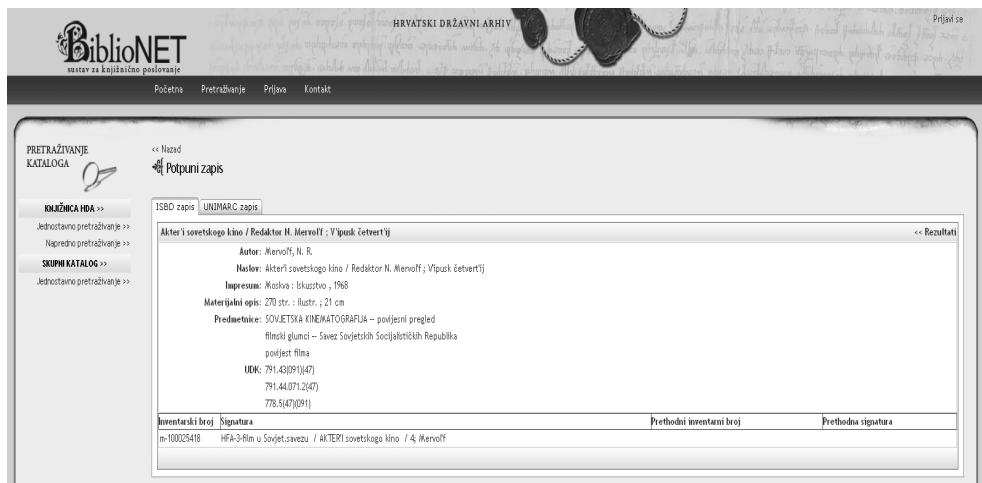 HRVATSKI DRŽAVNI ARHIV
Prijavi se
BiblioNET
sustav za knjižnično poslovanje
Početna Pretraživanje Prijava Kontakt
PRETRAŽIVANJE
KATALOGA
KNJIŽNICA HDA >>
Jednostavno pretraživanje >>
Napredno pretraživanje >>
SKUPNI KATALOG >>
Jednostavno pretraživanje >>
<< Nazad
Potpuni zapis
ISBD zapis UNIMARC zapis
Akter'i sovetskogo kino / Redaktor N. Mervol'f ; V'ipusk četvert'ij << Rezultati
Autor: Mervol'f, N. R.
Naslov: Akter'i sovetskogo kino / Redaktor N. Mervol'f ; V'ipusk četvert'ij
Impresum: Moskva : Iskusstvo , 1968
Materijalni opis: 270 str. : ilustr. ; 21 cm
Predmetnice: SOVJETSKA KINEMATOGRAFIJA -- povijesni pregled
filmski glumci -- Savez Sovjetskih Socijalističkih Republika
povijest filma
UDK: 791.43(091)(47)
791.44.071.2(47)
778.5(47)(091)
Inventarski broj Signatura Prethodni inventarni broj Prethodna signatura
m-100025418 HFA-3-film u Sovjet.savezu / AKTER'I sovetskogo kino / 4; Mervol'f